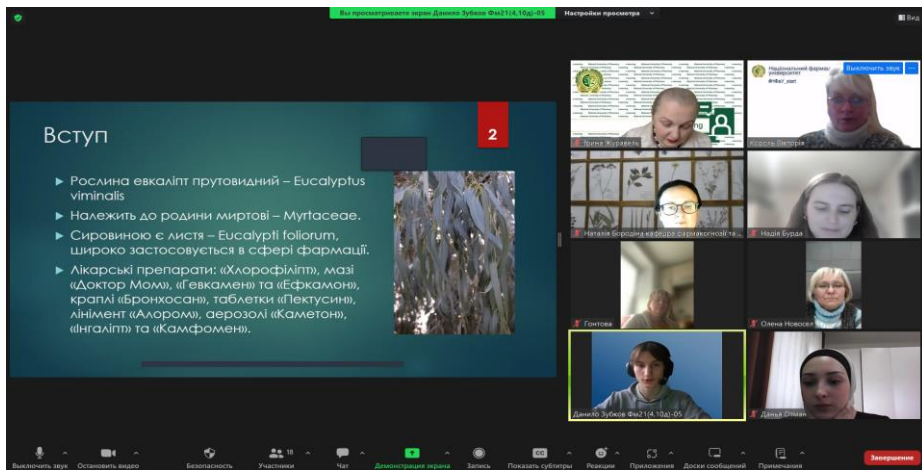 Вы просматриваете экран Данило Зубков Фм21(4,10д)-05
Настройки просмотра
Вид
Вступ
2
Рослина евкаліпт прутовидний – Eucalyptus
viminalis
Належить до родини миртові – Myrtaceae.
Сировиною є листя – Eucalypti foliorum,
широко застосовується в сфері фармації.
Лікарські препарати: «Хлорофіліпт», мазі
«Доктор Мом», «Гевкамен» та «Ефкамон»,
краплі «Бронхосан», таблетки «Пектусин»,
лінімент «Алором», аерозолі «Каметон»,
«Інгаліпт» та «Камфомен».
Ірина Журавель
Національний фармац
університет
Выключить звук
Король Вікторія
Наталія Бородіна кафедра фармакогнозії та ...
Надія Бурда
Гонтова
Олена Новосел
Данило Зубков Фм21(4,10д)-05
Данья Отман
Выключить звук
Остановить видео
Безопасность
Участники
18
Чат
Демонстрация экрана
Запись
Показать субтитры
Реакции
Приложения
Доски сообщений
Примечания
Завершение